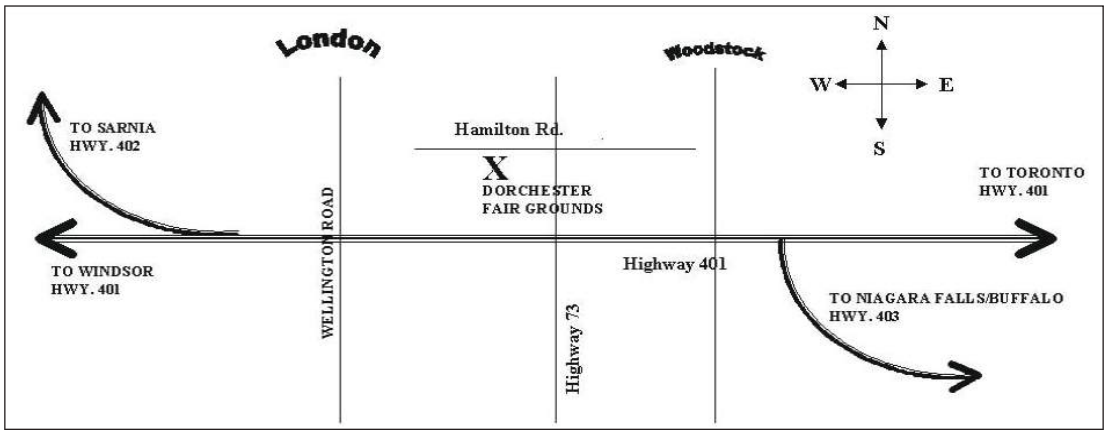 London
Woodstock
N
W
E
S
TO SARNIA
HWY. 402
Hamilton Rd.
X
DORCHESTER
FAIR GROUNDS
TO TORONTO
HWY. 401
WELLINGTON ROAD
TO WINDSOR
HWY. 401
Highway 401
TO NIAGARA FALLS/BUFFALO
HWY. 403
Highway 73